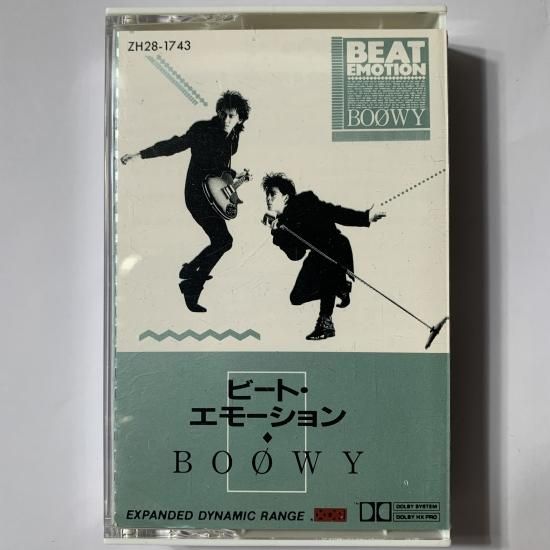 ZH28-1743
BEAT
EMOTION
BOØWY
ビート・
エモーション
BOØWY
EXPANDED DYNAMIC RANGE
XDR
DOLBY SYSTEM
DOLBY HX PRO